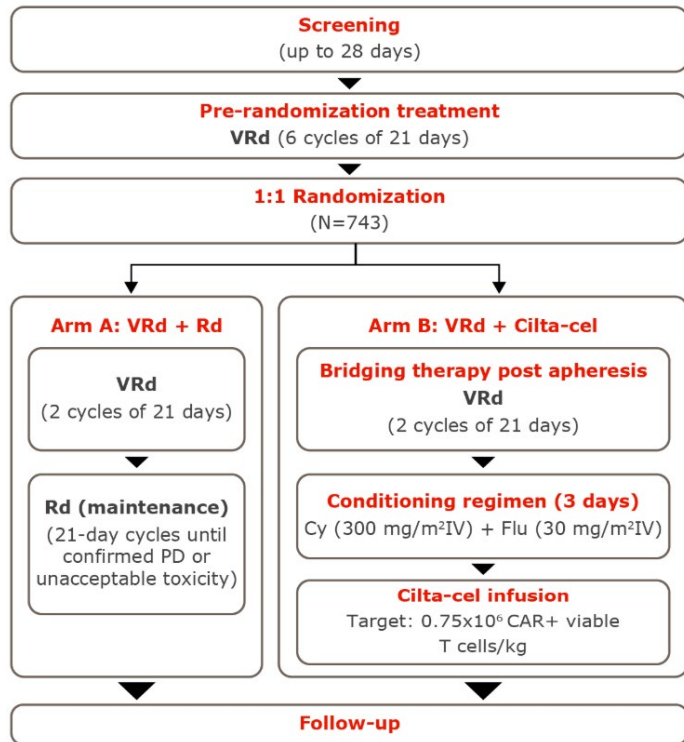 Screening
(up to 28 days)
Pre-randomization treatment
VRd (6 cycles of 21 days)
1:1 Randomization
(N=743)
Arm A: VRd + Rd
VRd
(2 cycles of 21 days)
Rd (maintenance)
(21-day cycles until
confirmed PD or
unacceptable toxicity)
Arm B: VRd + Cilta-cel
Bridging therapy post apheresis
VRd
(2 cycles of 21 days)
Conditioning regimen (3 days)
Cy (300 mg/m²IV) + Flu (30 mg/m²IV)
Cilta-cel infusion
Target: 0.75x10⁶ CAR+ viable
T cells/kg
Follow-up